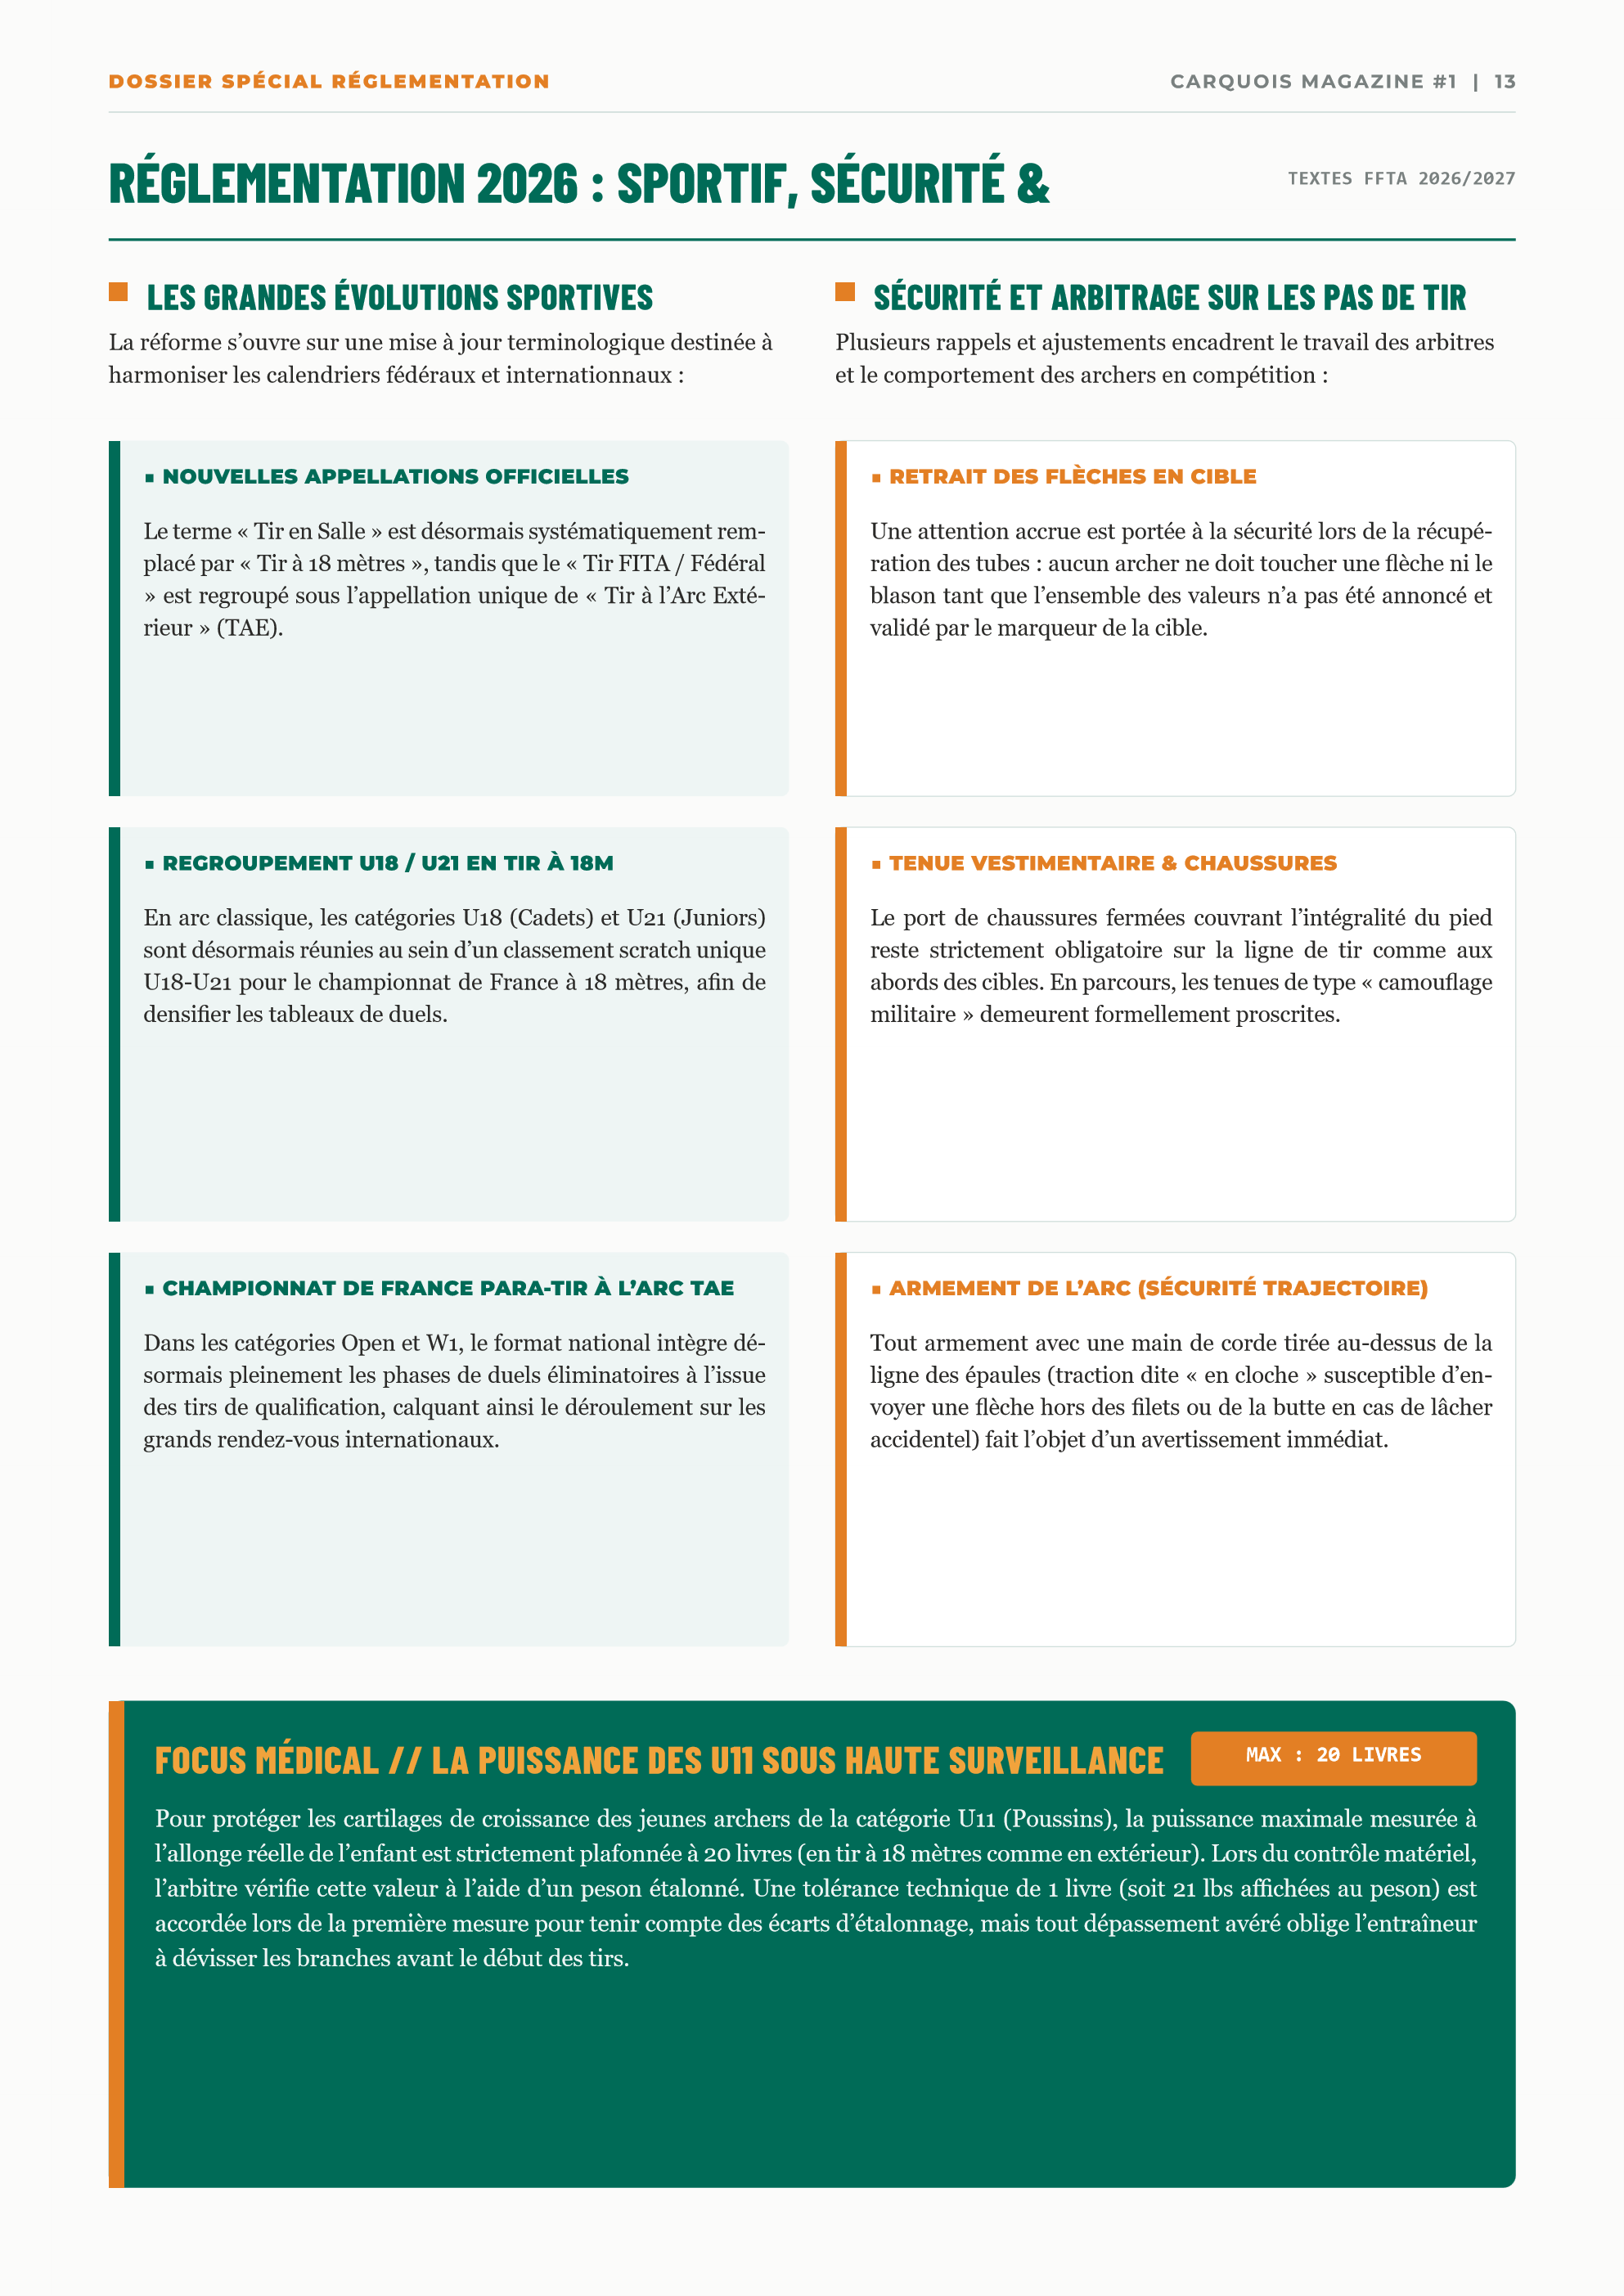 DOSSIER SPÉCIAL RÉGLEMENTATION
CARQUOIS MAGAZINE #1 | 13
RÉGLEMENTATION 2026 : SPORTIF, SÉCURITÉ &
TEXTES FFTA 2026/2027
LES GRANDES ÉVOLUTIONS SPORTIVES
La réforme s’ouvre sur une mise à jour terminologique destinée à
harmoniser les calendriers fédéraux et internationnaux :
▪ NOUVELLES APPELLATIONS OFFICIELLES
Le terme « Tir en Salle » est désormais systématiquement rem-
placé par « Tir à 18 mètres », tandis que le « Tir FITA / Fédéral
» est regroupé sous l’appellation unique de « Tir à l’Arc Exté-
rieur » (TAE).
▪ REGROUPEMENT U18 / U21 EN TIR À 18M
En arc classique, les catégories U18 (Cadets) et U21 (Juniors)
sont désormais réunies au sein d’un classement scratch unique
U18-U21 pour le championnat de France à 18 mètres, afin de
densifier les tableaux de duels.
▪ CHAMPIONNAT DE FRANCE PARA-TIR À L’ARC TAE
Dans les catégories Open et W1, le format national intègre dé-
sormais pleinement les phases de duels éliminatoires à l’issue
des tirs de qualification, calquant ainsi le déroulement sur les
grands rendez-vous internationaux.
SÉCURITÉ ET ARBITRAGE SUR LES PAS DE TIR
Plusieurs rappels et ajustements encadrent le travail des arbitres
et le comportement des archers en compétition :
▪ RETRAIT DES FLÈCHES EN CIBLE
Une attention accrue est portée à la sécurité lors de la récupé-
ration des tubes : aucun archer ne doit toucher une flèche ni le
blason tant que l’ensemble des valeurs n’a pas été annoncé et
validé par le marqueur de la cible.
▪ TENUE VESTIMENTAIRE & CHAUSSURES
Le port de chaussures fermées couvrant l’intégralité du pied
reste strictement obligatoire sur la ligne de tir comme aux
abords des cibles. En parcours, les tenues de type « camouflage
militaire » demeurent formellement proscrites.
▪ ARMEMENT DE L’ARC (SÉCURITÉ TRAJECTOIRE)
Tout armement avec une main de corde tirée au-dessus de la
ligne des épaules (traction dite « en cloche » susceptible d’en-
voyer une flèche hors des filets ou de la butte en cas de lâcher
accidentel) fait l’objet d’un avertissement immédiat.
FOCUS MÉDICAL // LA PUISSANCE DES U11 SOUS HAUTE SURVEILLANCE
MAX : 20 LIVRES
Pour protéger les cartilages de croissance des jeunes archers de la catégorie U11 (Poussins), la puissance maximale mesurée à
l’allonge réelle de l’enfant est strictement plafonnée à 20 livres (en tir à 18 mètres comme en extérieur). Lors du contrôle matériel,
l’arbitre vérifie cette valeur à l’aide d’un peson étalonné. Une tolérance technique de 1 livre (soit 21 lbs affichées au peson) est
accordée lors de la première mesure pour tenir compte des écarts d’étalonnage, mais tout dépassement avéré oblige l’entraîneur
à dévisser les branches avant le début des tirs.